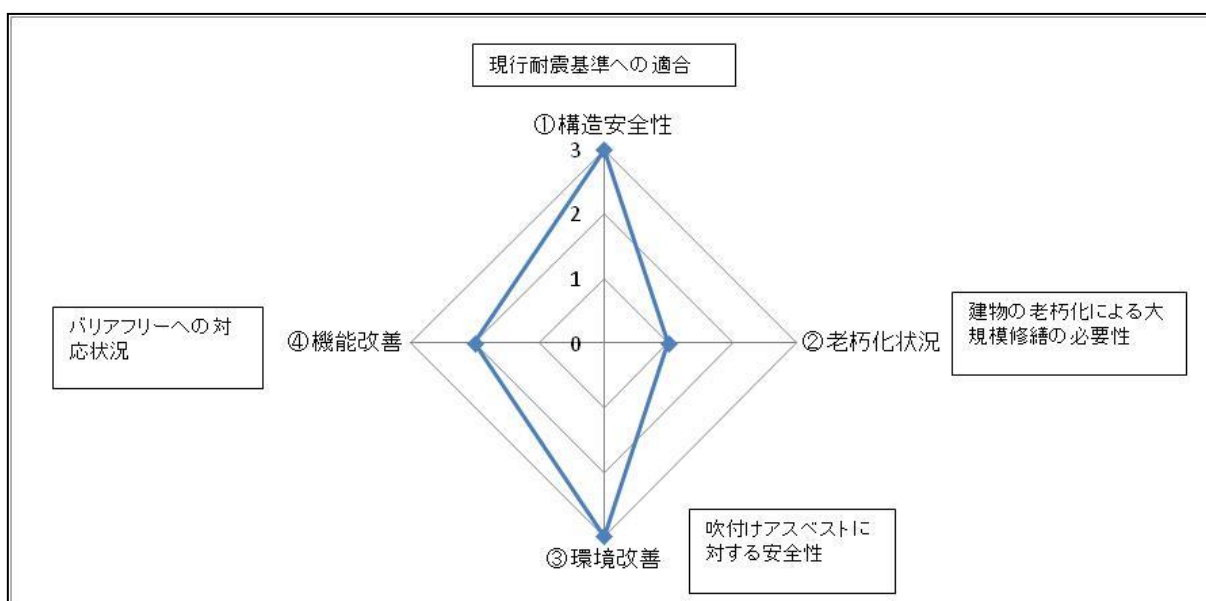 現行耐震基準への適合
①構造安全性
3
2
1
0
バリアフリーへの対
応状況
④機能改善
②老朽化状況
建物の老朽化による大
規模修繕の必要性
吹付けアスベストに
対する安全性
③環境改善